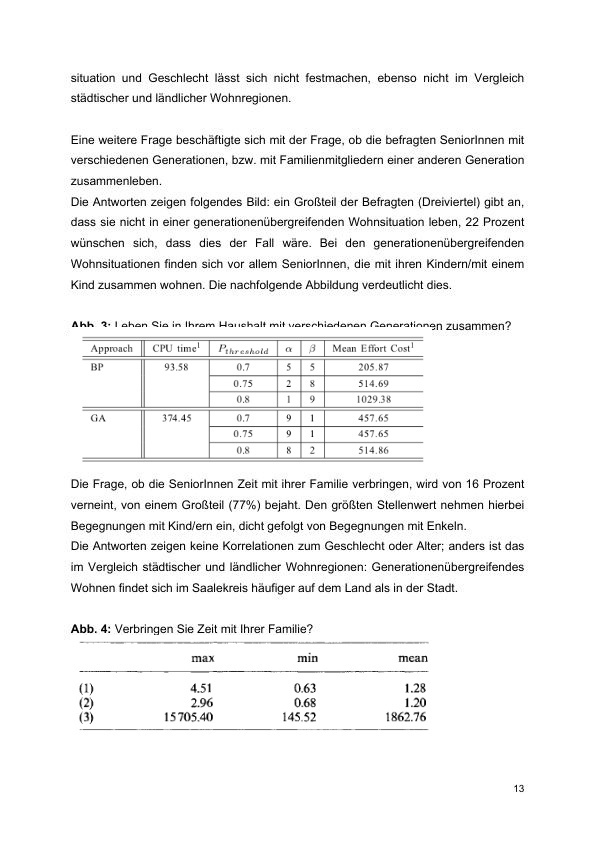 situation und Geschlecht lässt sich nicht festmachen, ebenso nicht im Vergleich
städtischer und ländlicher Wohnregionen.
Eine weitere Frage beschäftigte sich mit der Frage, ob die befragten SeniorInnen mit
verschiedenen Generationen, bzw. mit Familienmitgliedern einer anderen Generation
zusammenleben.
Die Antworten zeigen folgendes Bild: ein Großteil der Befragten (Dreiviertel) gibt an,
dass sie nicht in einer generationenübergreifenden Wohnsituation leben, 22 Prozent
wünschen sich, dass dies der Fall wäre. Bei den generationenübergreifenden
Wohnsituationen finden sich vor allem SeniorInnen, die mit ihren Kindern/mit einem
Kind zusammen wohnen. Die nachfolgende Abbildung verdeutlicht dies.
Abb. 3: Leben Sie in Ihrem Haushalt mit verschiedenen Generationen zusammen?
Approach CPU time¹ P_threshold α β Mean Effort Cost¹
BP 93.58 0.7 5 5 205.87
0.75 2 8 514.69
0.8 1 9 1029.38
GA 374.45 0.7 9 1 457.65
0.75 9 1 457.65
0.8 8 2 514.86
Die Frage, ob die SeniorInnen Zeit mit ihrer Familie verbringen, wird von 16 Prozent
verneint, von einem Großteil (77%) bejaht. Den größten Stellenwert nehmen hierbei
Begegnungen mit Kind/ern ein, dicht gefolgt von Begegnungen mit Enkeln.
Die Antworten zeigen keine Korrelationen zum Geschlecht oder Alter; anders ist das
im Vergleich städtischer und ländlicher Wohnregionen: Generationenübergreifendes
Wohnen findet sich im Saalekreis häufiger auf dem Land als in der Stadt.
Abb. 4: Verbringen Sie Zeit mit Ihrer Familie?
max min mean
(1) 4.51 0.63 1.28
(2) 2.96 0.68 1.20
(3) 15705.40 145.52 1862.76
13